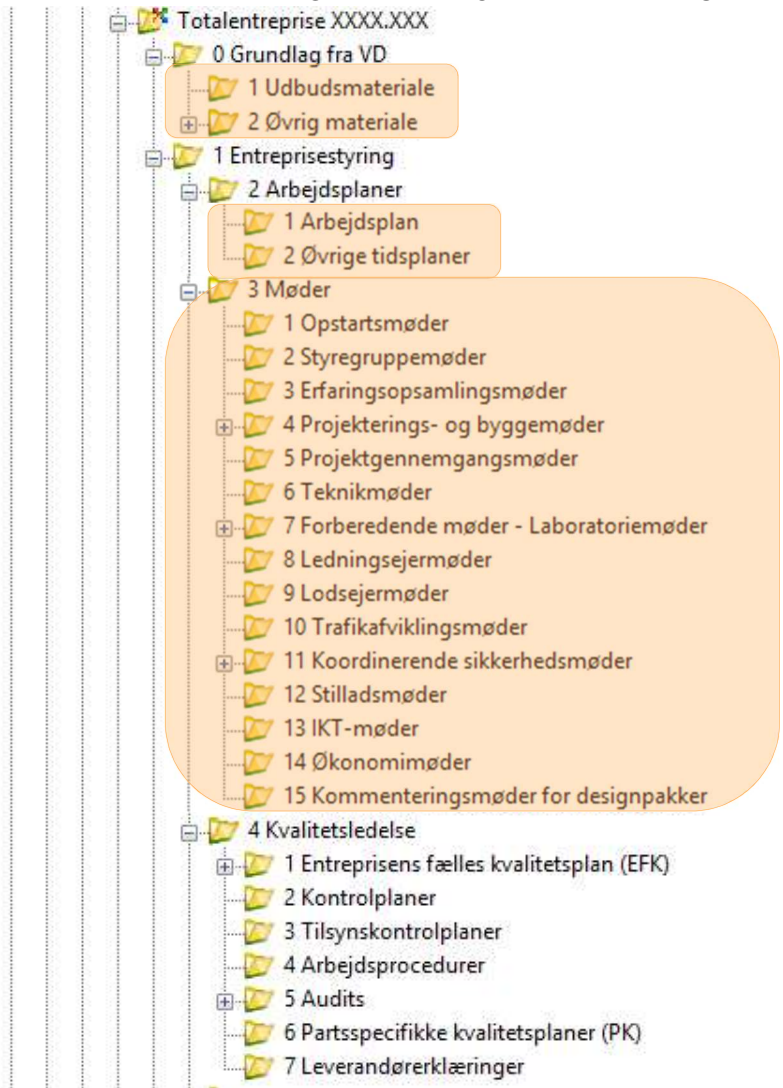 Totalentreprise XXXX.XXX
0 Grundlag fra VD
1 Udbudsmateriale
2 Øvrig materiale
1 Entreprisestyring
2 Arbejdsplaner
1 Arbejdsplan
2 Øvrige tidsplaner
3 Møder
1 Opstartsmøder
2 Styregruppemøder
3 Erfaringsopsamlingsmøder
4 Projekterings- og byggemøder
5 Projektgennemgangsmøder
6 Teknikmøder
7 Forberedende møder - Laboratoriemøder
8 Ledningsejermøder
9 Lodsejermøder
10 Trafikafviklingsmøder
11 Koordinerende sikkerhedsmøder
12 Stilladsmøder
13 IKT-møder
14 Økonomimøder
15 Kommenteringsmøder for designpakker
4 Kvalitetsledelse
1 Entreprisens fælles kvalitetsplan (EFK)
2 Kontrolplaner
3 Tilsynskontrolplaner
4 Arbejdsprocedurer
5 Audits
6 Partsspecifikke kvalitetsplaner (PK)
7 Leverandørerklæringer